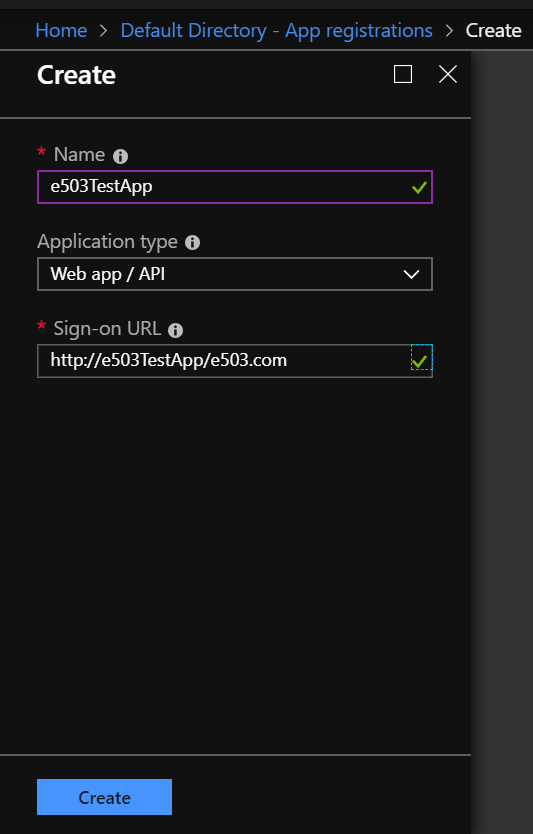 Home > Default Directory - App registrations > Create
Create
* Name
e503TestApp
Application type
Web app / API
* Sign-on URL
http://e503TestApp/e503.com
Create